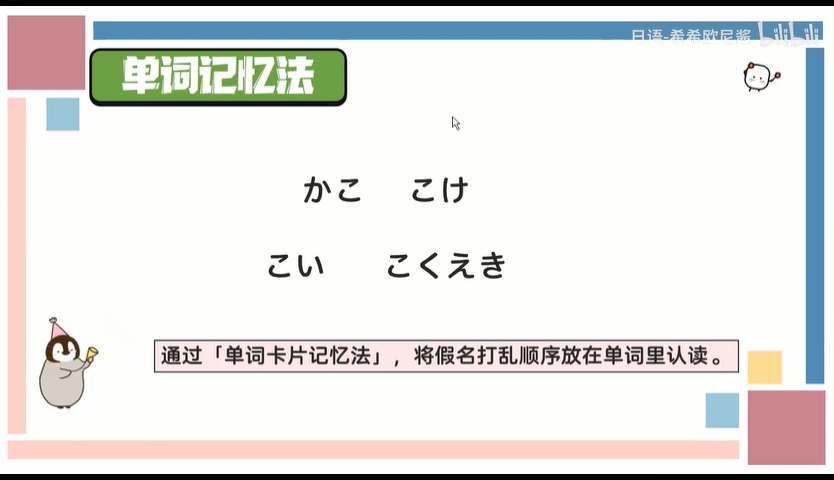 日语-希希欧尼酱 bilibili
单词记忆法
かこ こけ
こい こくえき
通过「单词卡片记忆法」，将假名打乱顺序放在单词里认读。